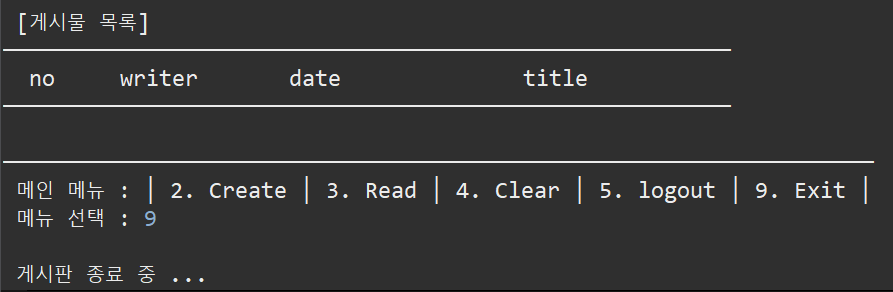 [게시물 목록]
no writer date title
메인 메뉴 : | 2. Create | 3. Read | 4. Clear | 5. logout | 9. Exit |
메뉴 선택 : 9
게시판 종료 중 ...